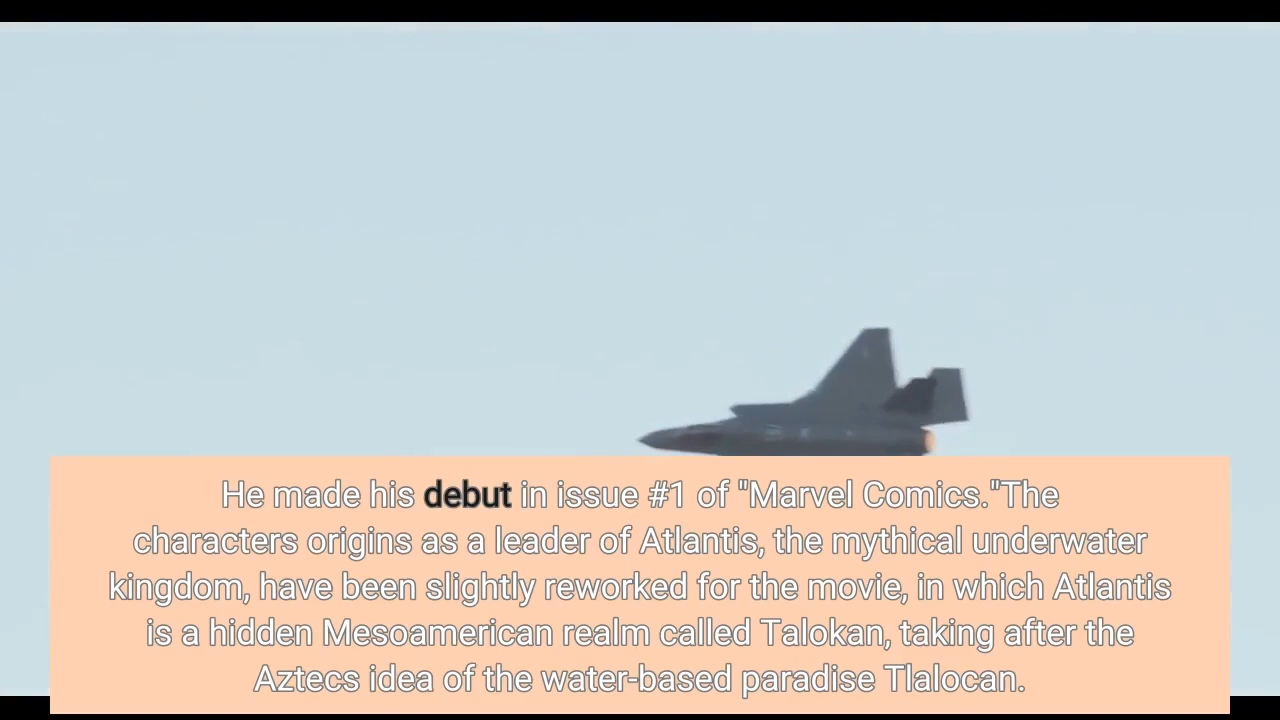 He made his debut in issue #1 of "Marvel Comics."The
characters origins as a leader of Atlantis, the mythical underwater
kingdom, have been slightly reworked for the movie, in which Atlantis
is a hidden Mesoamerican realm called Talokan, taking after the
Aztecs idea of the water-based paradise Tlalocan.